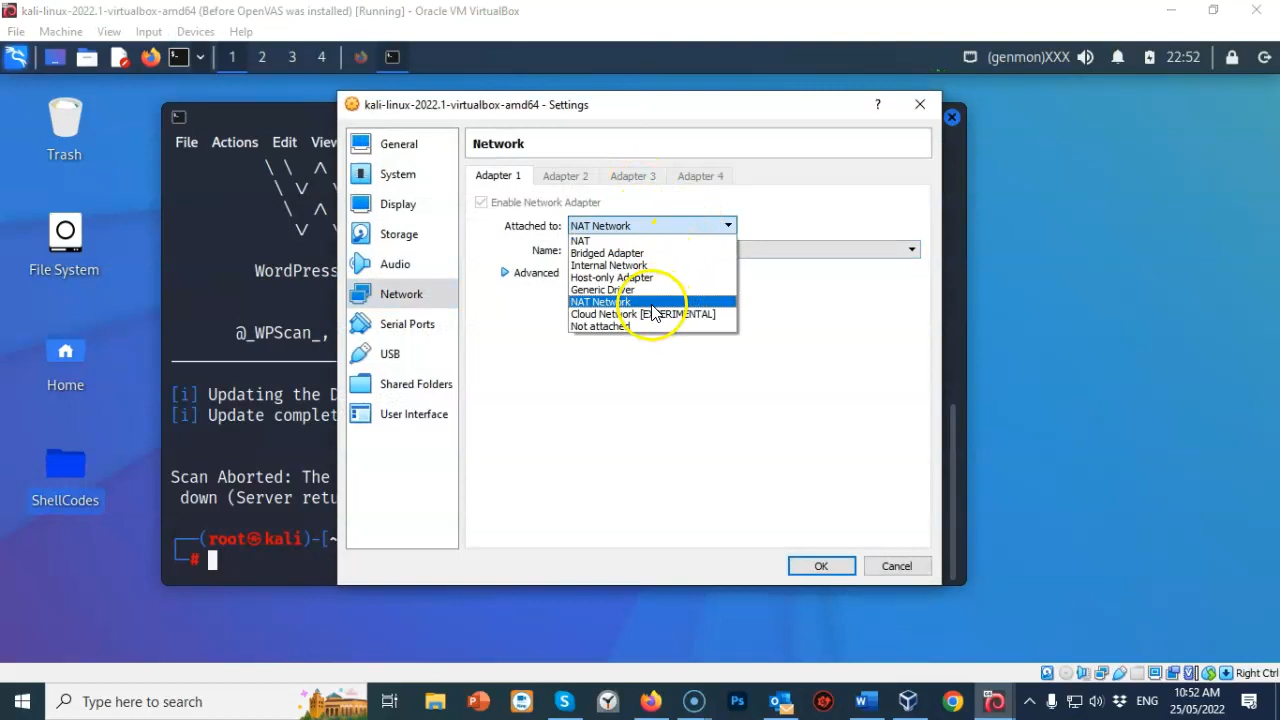 kali-linux-2022.1-virtualbox-amd64 (Before OpenVAS was installed) [Running] - Oracle VM VirtualBox
File Machine View Input Devices Help
1 2 3 4 (genmon)XXX 22:52
Trash
File System
Home
ShellCodes
File Actions Edit View
WordPress
@_WPScan_,
[i] Updating the D
[i] Update complet
Scan Aborted: The
down (Server retu
(root㉿kali)-[~
#
kali-linux-2022.1-virtualbox-amd64 - Settings
?
General
System
Display
Storage
Audio
Network
Serial Ports
USB
Shared Folders
User Interface
Network
Adapter 1 Adapter 2 Adapter 3 Adapter 4
Enable Network Adapter
Attached to: NAT Network
Name:
Advanced
NAT
Bridged Adapter
Internal Network
Host-only Adapter
Generic Driver
NAT Network
Cloud Network [EXPERIMENTAL]
Not attached
OK Cancel
Right Ctrl
Type here to search
ENG
10:52 AM
25/05/2022